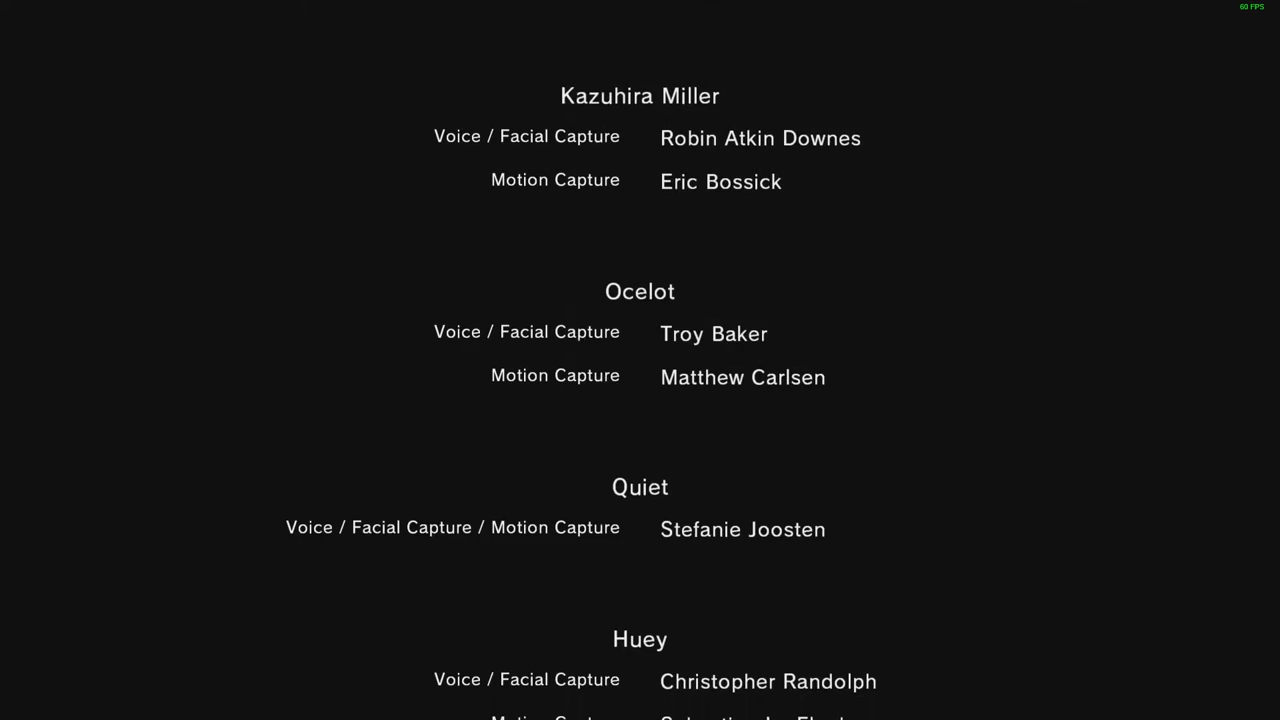 60 FPS
Kazuhira Miller
Voice / Facial Capture Robin Atkin Downes
Motion Capture Eric Bossick
Ocelot
Voice / Facial Capture Troy Baker
Motion Capture Matthew Carlsen
Quiet
Voice / Facial Capture / Motion Capture Stefanie Joosten
Huey
Voice / Facial Capture Christopher Randolph